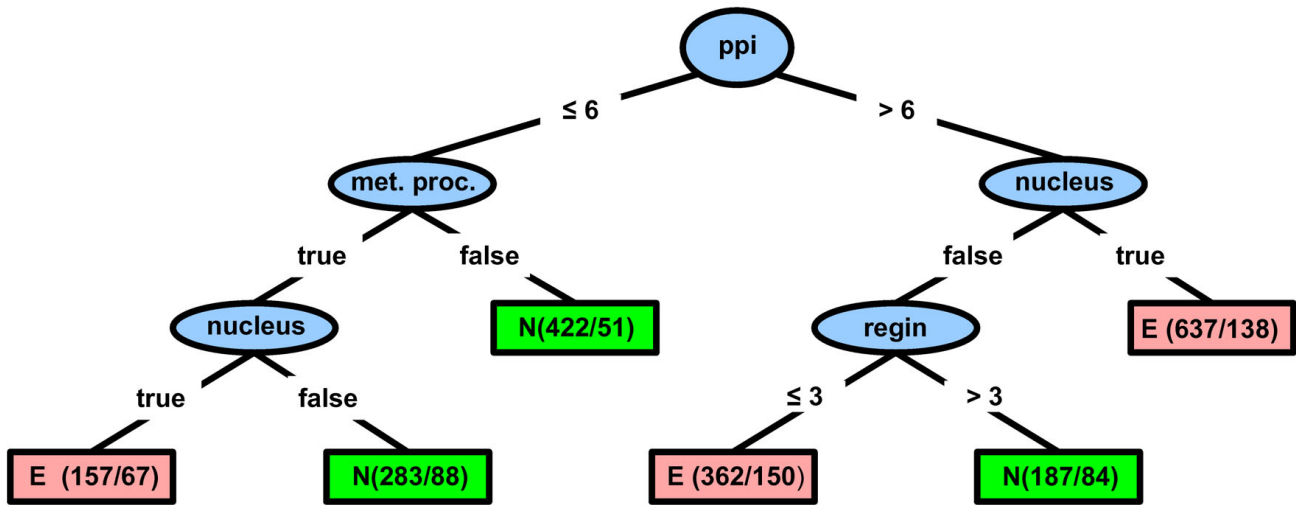 ppi
≤ 6
> 6
met. proc.
nucleus
true
false
false
true
nucleus
N(422/51)
regin
E (637/138)
true
false
≤ 3
> 3
E (157/67)
N(283/88)
E (362/150)
N(187/84)